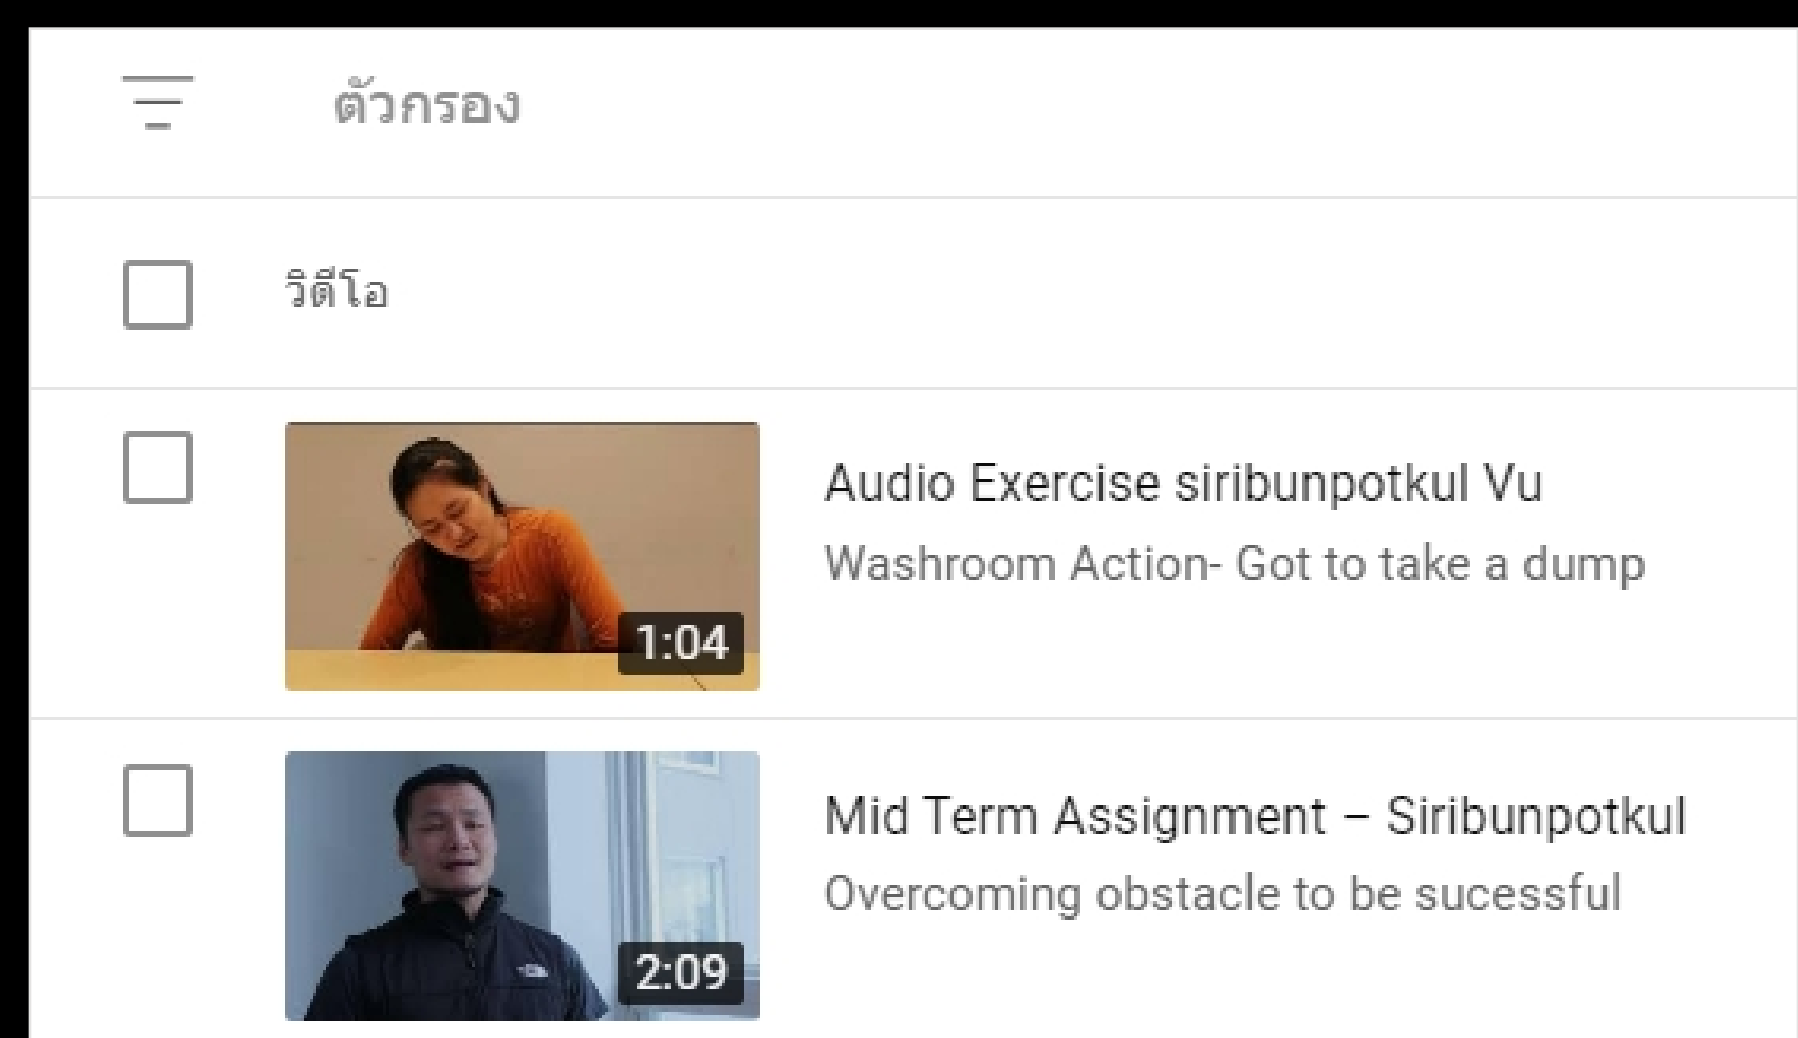 ตัวกรอง
วิดีโอ
Audio Exercise siribunpotkul Vu
Washroom Action- Got to take a dump
1:04
Mid Term Assignment – Siribunpotkul
Overcoming obstacle to be sucessful
2:09